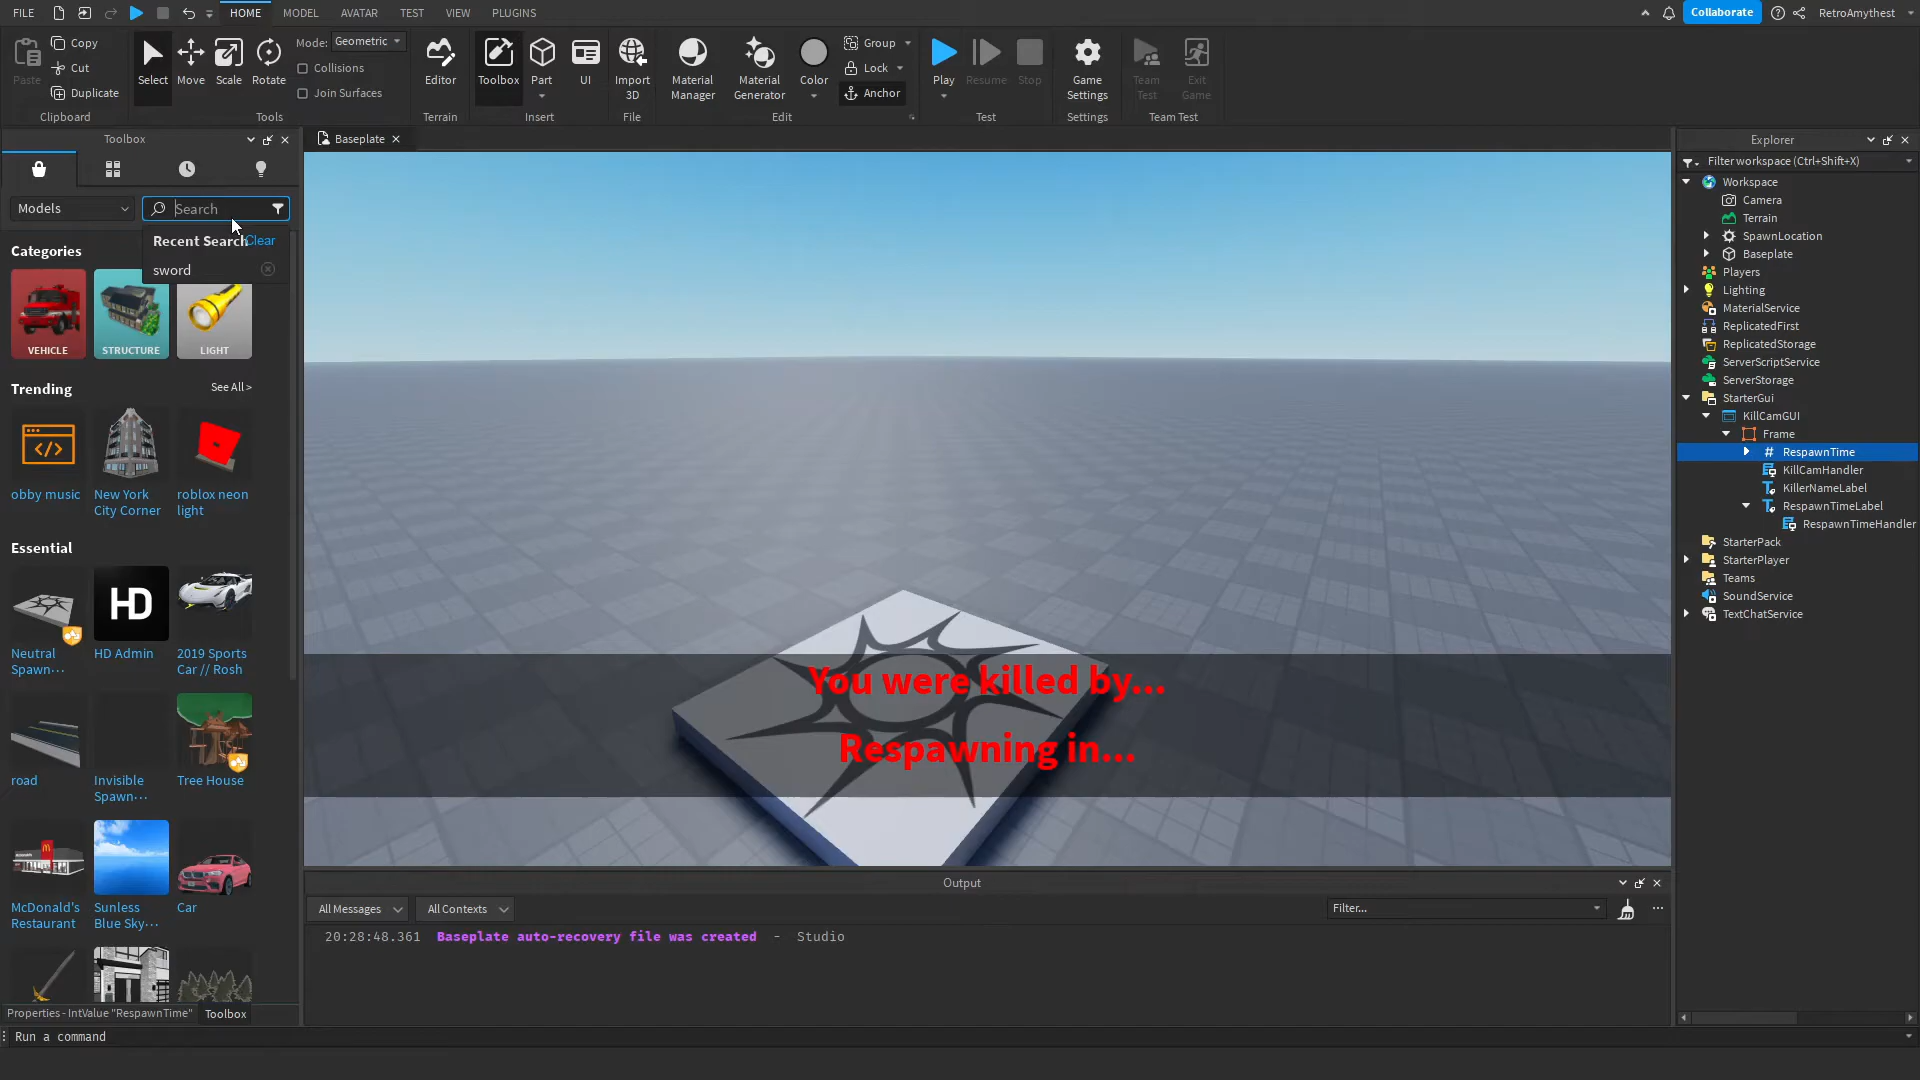 FILE
HOME
MODEL
AVATAR
TEST
VIEW
PLUGINS
Collaborate
RetroAmythest
Paste
Copy
Cut
Duplicate
Clipboard
Select
Move
Scale
Rotate
Mode: Geometric
Collisions
Join Surfaces
Tools
Editor
Terrain
Toolbox
Part
UI
Insert
Import 3D
File
Material Manager
Material Generator
Color
Group
Lock
Anchor
Edit
Play
Resume
Stop
Test
Game Settings
Settings
Team Test
Exit Game
Team Test
Toolbox
Models
Search
Recent Search
Clear
sword
Categories
VEHICLE
STRUCTURE
LIGHT
Trending
See All >
obby music
New York City Corner
roblox neon light
Essential
Neutral Spawn···
HD
HD Admin
2019 Sports Car // Rosh
road
Invisible Spawn···
Tree House
McDonald's Restaurant
Sunless Blue Sky···
Car
Properties - IntValue "RespawnTime"
Toolbox
Baseplate
You were killed by...
Respawning in...
Output
All Messages
All Contexts
Filter...
20:28:48.361 Baseplate auto-recovery file was created - Studio
Run a command
Explorer
Filter workspace (Ctrl+Shift+X)
Workspace
Camera
Terrain
SpawnLocation
Baseplate
Players
Lighting
MaterialService
ReplicatedFirst
ReplicatedStorage
ServerScriptService
ServerStorage
StarterGui
KillCamGUI
Frame
RespawnTime
KillCamHandler
KillerNameLabel
RespawnTimeLabel
RespawnTimeHandler
StarterPack
StarterPlayer
Teams
SoundService
TextChatService